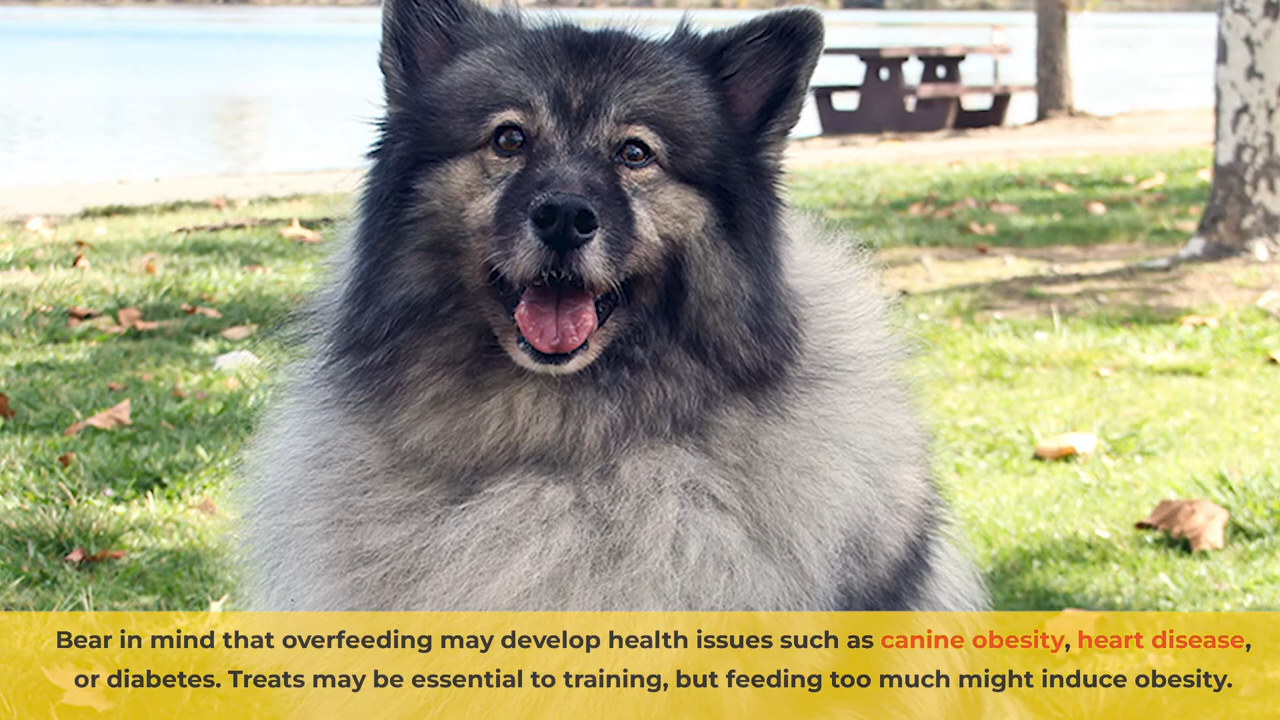 Bear in mind that overfeeding may develop health issues such as canine obesity, heart disease,
or diabetes. Treats may be essential to training, but feeding too much might induce obesity.